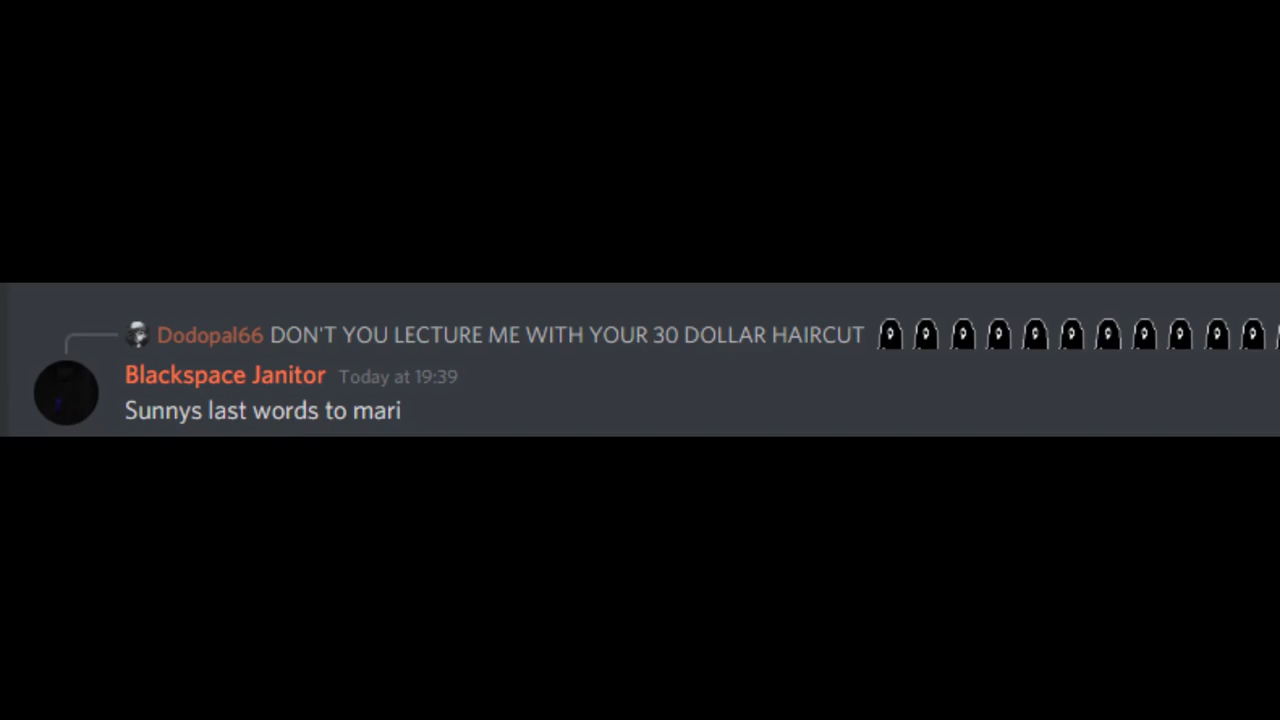 Dodopal66 DON'T YOU LECTURE ME WITH YOUR 30 DOLLAR HAIRCUT
Blackspace Janitor Today at 19:39
Sunnys last words to mari